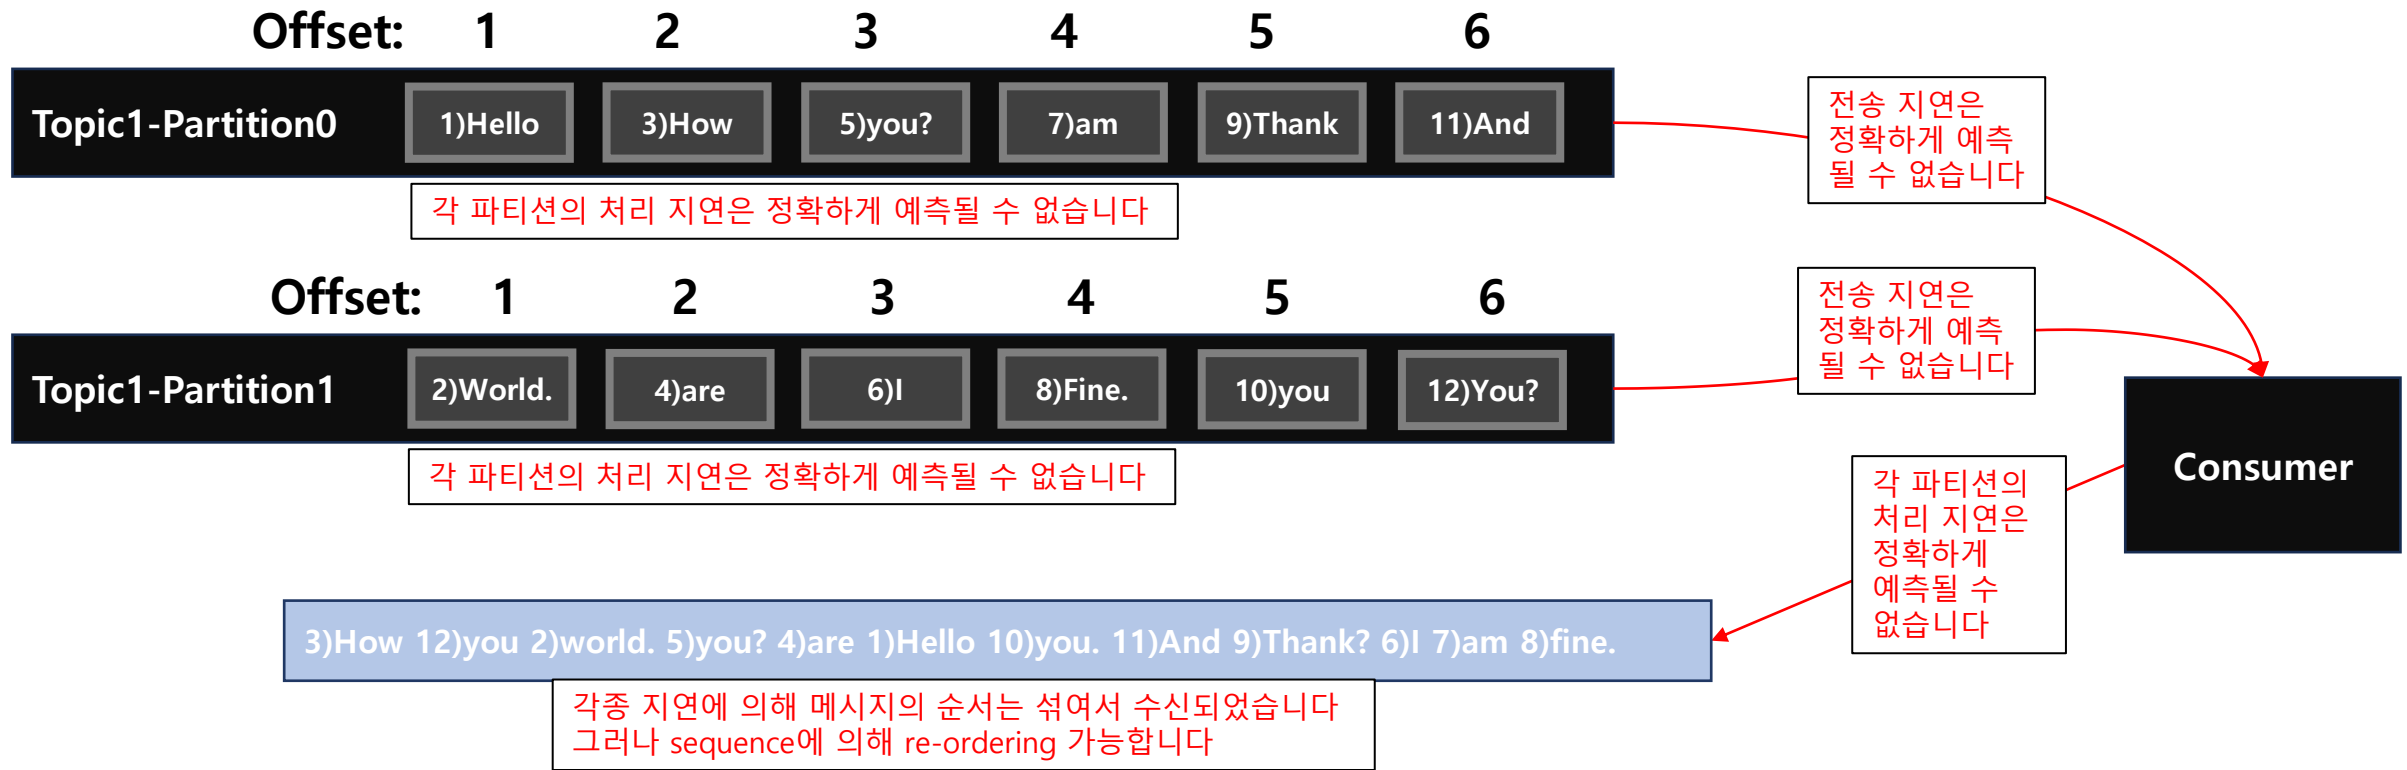 Offset: 1 2 3 4 5 6
Topic1-Partition0 1)Hello 3)How 5)you? 7)am 9)Thank 11)And
전송 지연은
정확하게 예측
될 수 없습니다
각 파티션의 처리 지연은 정확하게 예측될 수 없습니다
Offset: 1 2 3 4 5 6
Topic1-Partition1 2)World. 4)are 6)I 8)Fine. 10)you 12)You?
전송 지연은
정확하게 예측
될 수 없습니다
각 파티션의 처리 지연은 정확하게 예측될 수 없습니다
Consumer
각 파티션의
처리 지연은
정확하게
예측될 수
없습니다
3)How 12)you 2)world. 5)you? 4)are 1)Hello 10)you. 11)And 9)Thank? 6)I 7)am 8)fine.
각종 지연에 의해 메시지의 순서는 섞여서 수신되었습니다
그러나 sequence에 의해 re-ordering 가능합니다